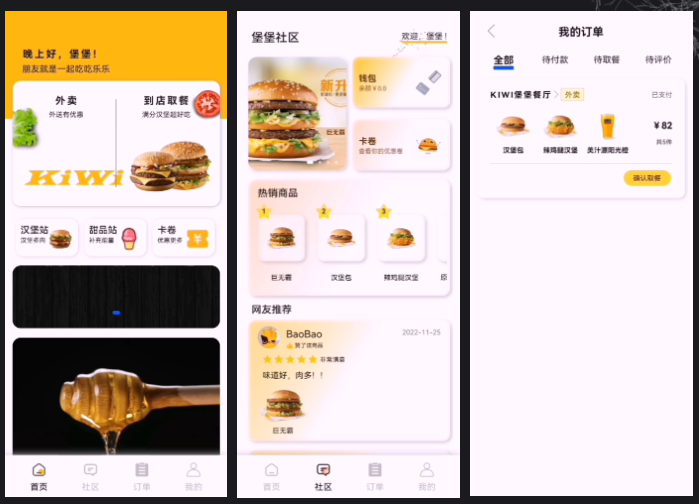 晚上好，堡堡！
朋友就是一起吃吃乐乐
外卖
外送有优惠
到店取餐
满分汉堡超好吃
KiWi
汉堡站
汉堡多肉
甜品站
补充能量
卡卷
优惠更多
首页
社区
订单
我的
堡堡社区
欢迎，堡堡！
新升
巨无霸
钱包
余额￥0.0
卡卷
查看你的优惠卷
热销商品
1
2
3
巨无霸
汉堡包
辣鸡腿汉堡
网友推荐
BaoBao
2022-11-25
赞了该商品
非常满意
味道好，肉多！！
巨无霸
首页
社区
订单
我的
我的订单
全部
待付款
待取餐
待评价
KIWI堡堡餐厅
外卖
已支付
汉堡包
辣鸡腿汉堡
美汁源阳光橙
￥82
共5件
确认取餐